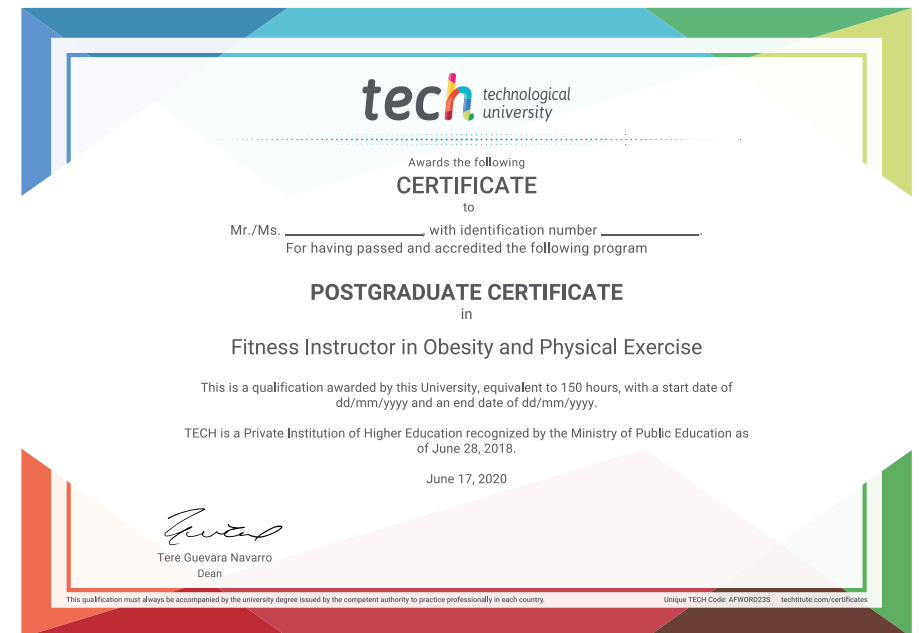 tech technological
university
Awards the following
CERTIFICATE
to
Mr./Ms. ____________________, with identification number ______________.
For having passed and accredited the following program
POSTGRADUATE CERTIFICATE
in
Fitness Instructor in Obesity and Physical Exercise
This is a qualification awarded by this University, equivalent to 150 hours, with a start date of
dd/mm/yyyy and an end date of dd/mm/yyyy.
TECH is a Private Institution of Higher Education recognized by the Ministry of Public Education as
of June 28, 2018.
June 17, 2020
Tere Guevara Navarro
Dean
This qualification must always be accompanied by the university degree issued by the competent authority to practice professionally in each country. Unique TECH Code: AFWORD23S techtitute.com/certificates